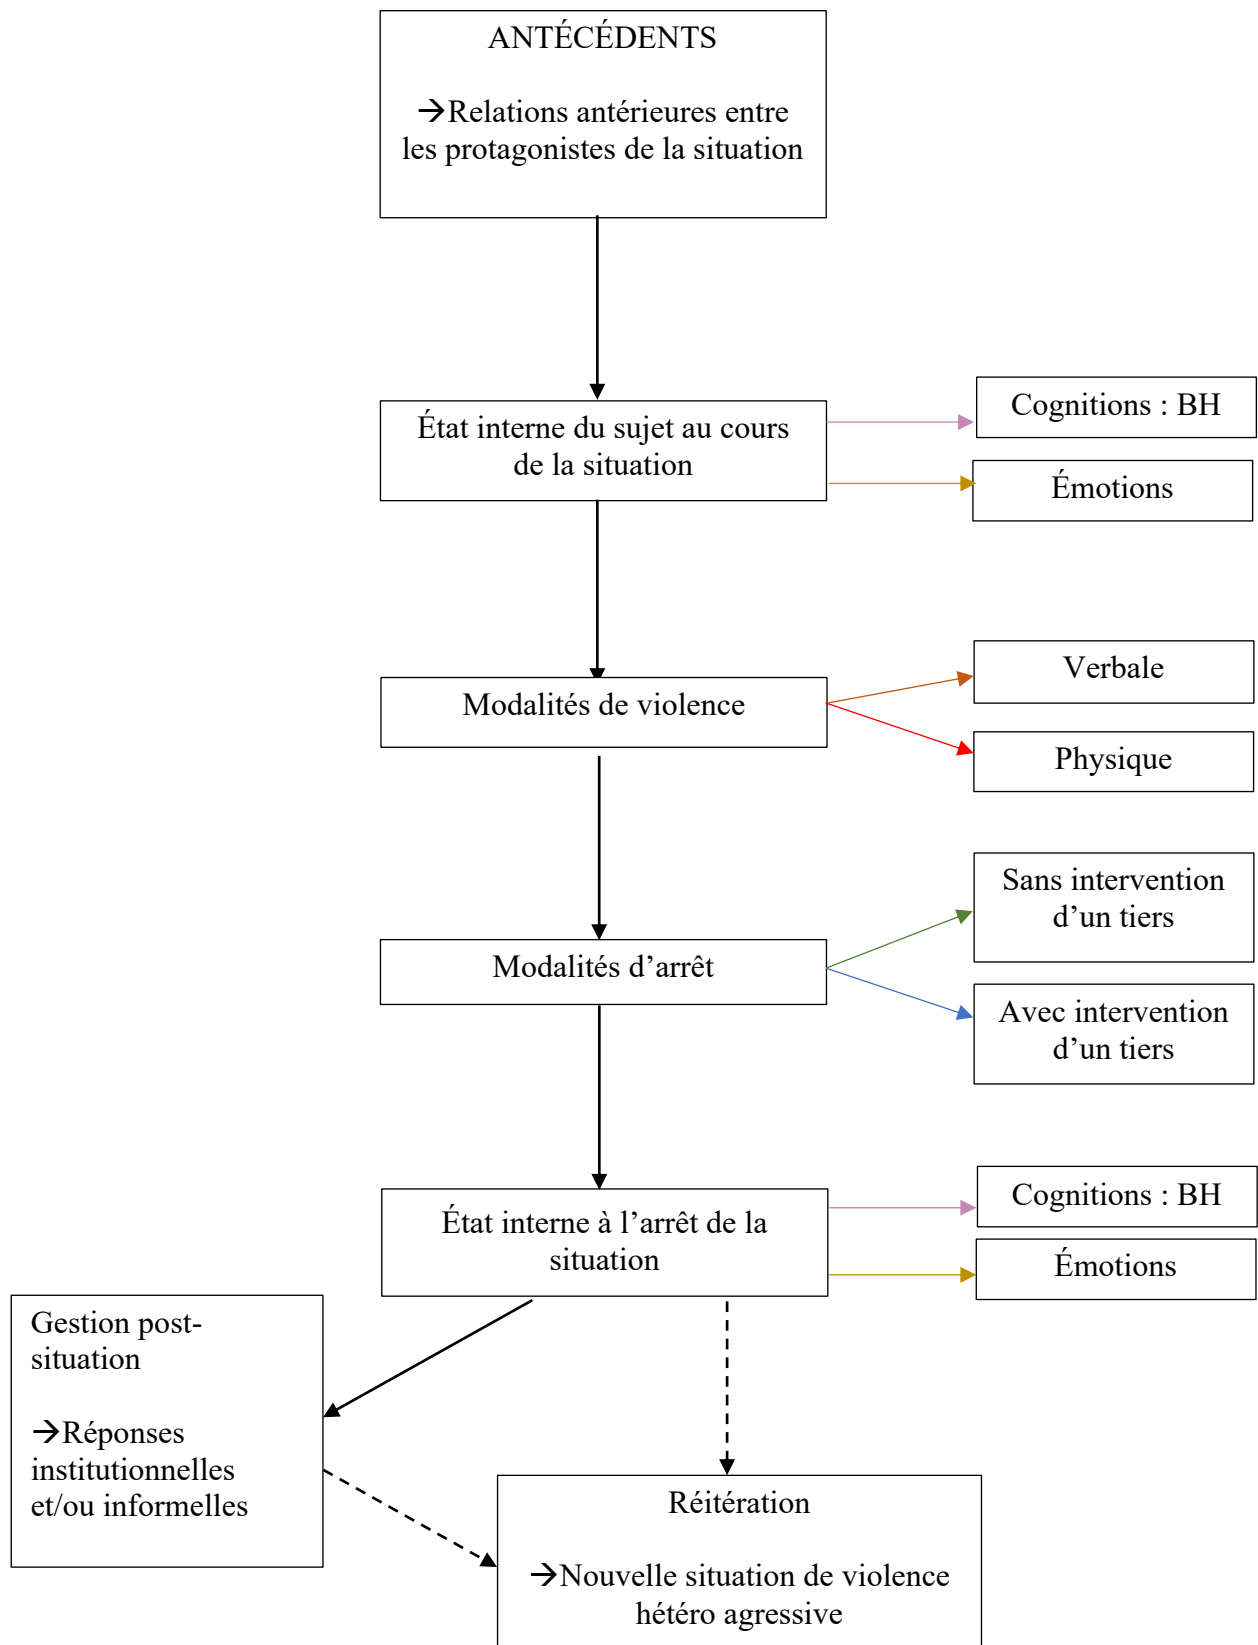 ANTÉCÉDENTS
→Relations antérieures entre
les protagonistes de la situation
État interne du sujet au cours
de la situation
Cognitions : BH
Émotions
Modalités de violence
Verbale
Physique
Modalités d’arrêt
Sans intervention
d’un tiers
Avec intervention
d’un tiers
État interne à l’arrêt de la
situation
Cognitions : BH
Émotions
Gestion post-
situation
→Réponses
institutionnelles
et/ou informelles
Réitération
→Nouvelle situation de violence
hétéro agressive